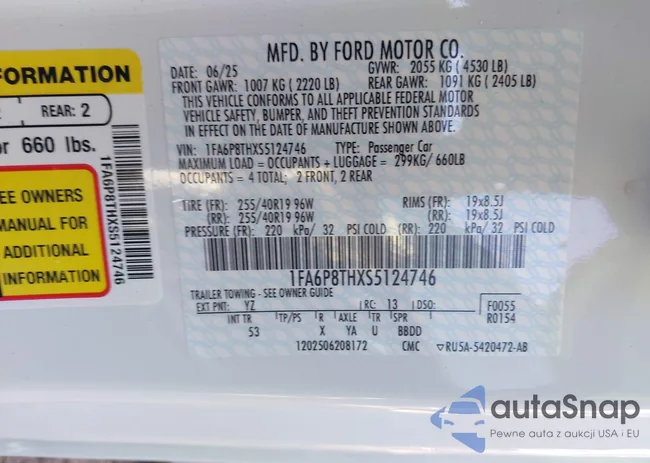 FORMATION
REAR: 2
or 660 lbs.
EE OWNERS
MANUAL FOR
ADDITIONAL
INFORMATION
1FA6P8THXS5124746
MFD. BY FORD MOTOR CO.
DATE: 06/25 GVWR: 2055 KG ( 4530 LB)
FRONT GAWR: 1007 KG ( 2220 LB) REAR GAWR: 1091 KG ( 2405 LB)
THIS VEHICLE CONFORMS TO ALL APPLICABLE FEDERAL MOTOR
VEHICLE SAFETY, BUMPER, AND THEFT PREVENTION STANDARDS
IN EFFECT ON THE DATE OF MANUFACTURE SHOWN ABOVE.
VIN: 1FA6P8THXS5124746 TYPE: Passenger Car
MAXIMUM LOAD = OCCUPANTS + LUGGAGE = 299KG/ 660LB
OCCUPANTS = 4 TOTAL; 2 FRONT, 2 REAR
TIRE (FR): 255/40R19 96W RIMS (FR): 19x8.5J
(RR): 255/40R19 96W (RR): 19x8.5J
PRESSURE (FR): 220 kPa/ 32 PSI COLD (RR): 220 kPa/ 32 PSI COLD
1FA6P8THXS5124746
TRAILER TOWING - SEE OWNER GUIDE
EXT PNT: YZ RC: 13 DSO: F0055
INT TR TP/PS R AXLE TR SPR R0154
53 X YA U BBDD
1202506208172 CMC ▽RU5A-5420472-AB
autaSnap
Pewne auta z aukcji USA i EU